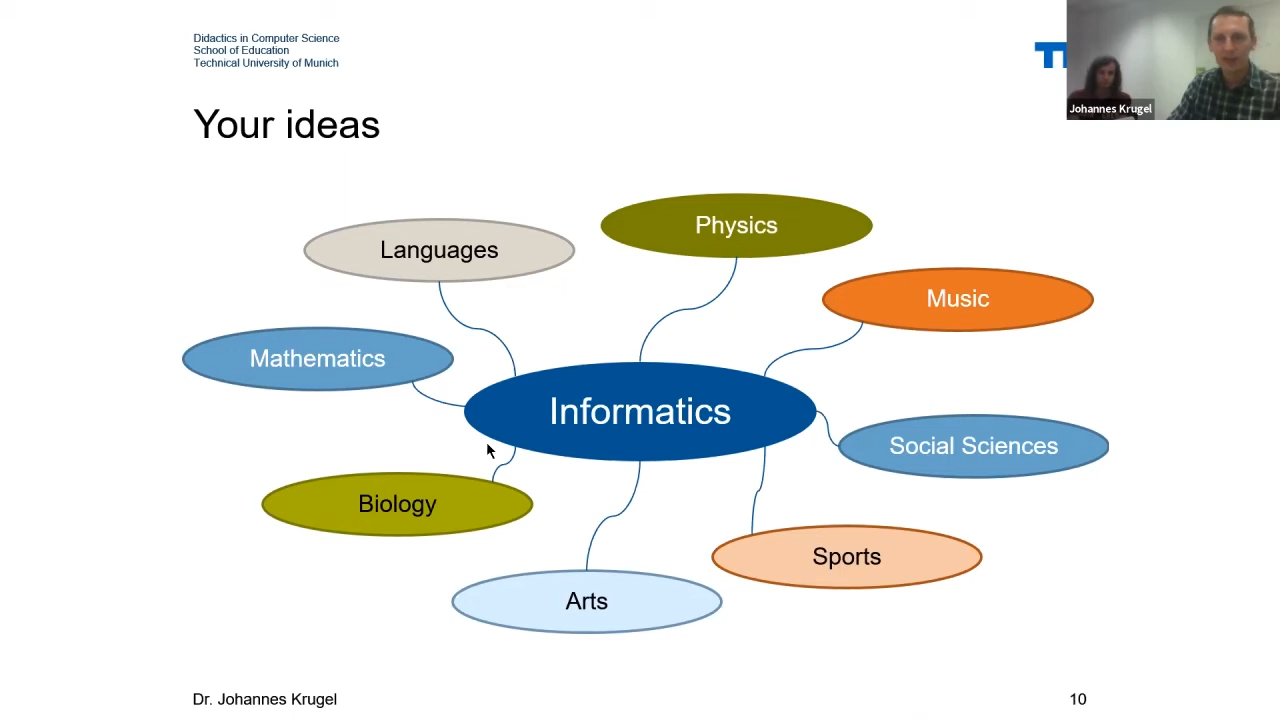 Didactics in Computer Science
School of Education
Technical University of Munich
Johannes Krugel
Your ideas
Physics
Languages
Music
Mathematics
Informatics
Social Sciences
Biology
Sports
Arts
Dr. Johannes Krugel
10